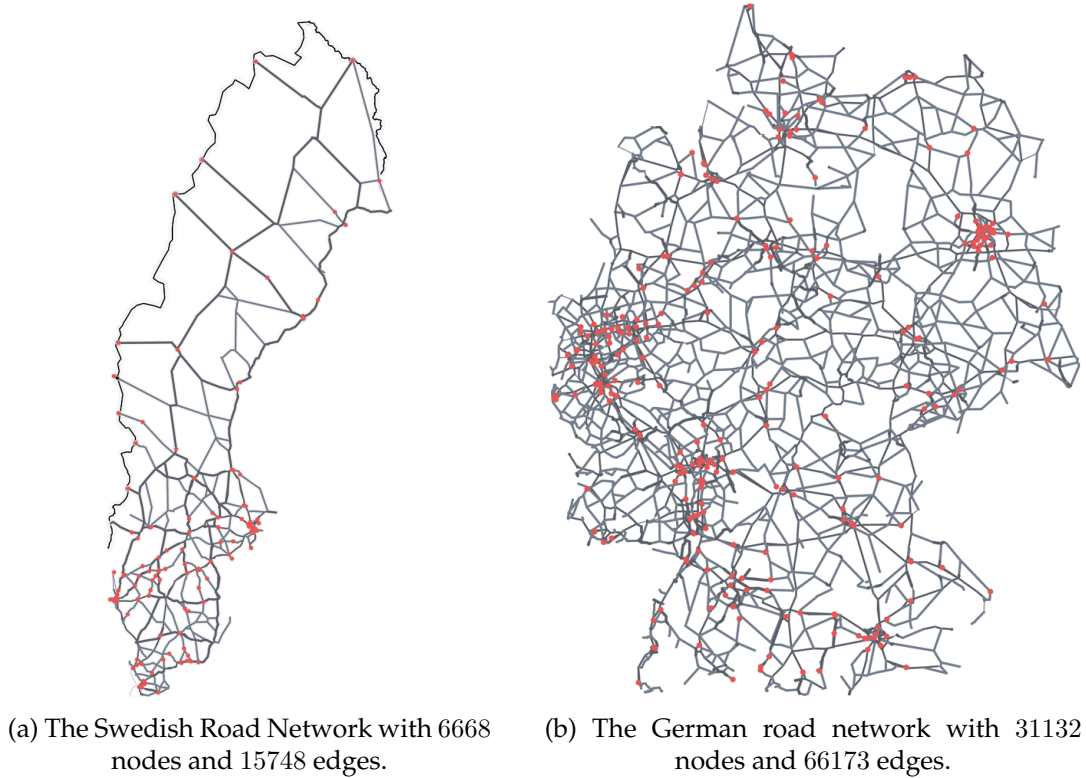 (a) The Swedish Road Network with 6668
nodes and 15748 edges.
(b) The German road network with 31132
nodes and 66173 edges.